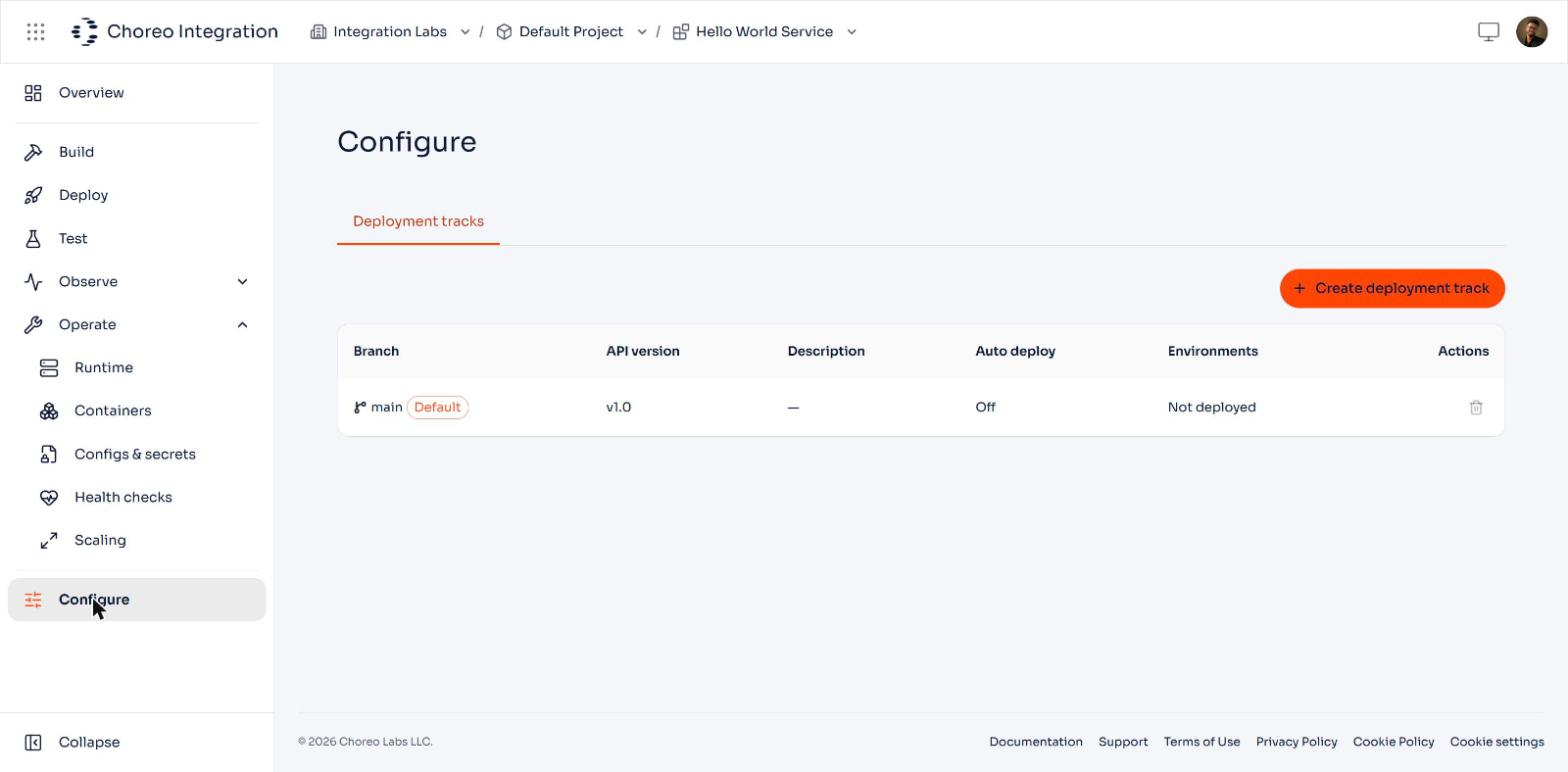 Choreo Integration
Integration Labs / Default Project / Hello World Service
Overview
Build
Deploy
Test
Observe
Operate
Runtime
Containers
Configs & secrets
Health checks
Scaling
Configure
Collapse
Configure
Deployment tracks
+ Create deployment track
Branch API version Description Auto deploy Environments Actions
main Default v1.0 — Off Not deployed
© 2026 Choreo Labs LLC.
Documentation Support Terms of Use Privacy Policy Cookie Policy Cookie settings